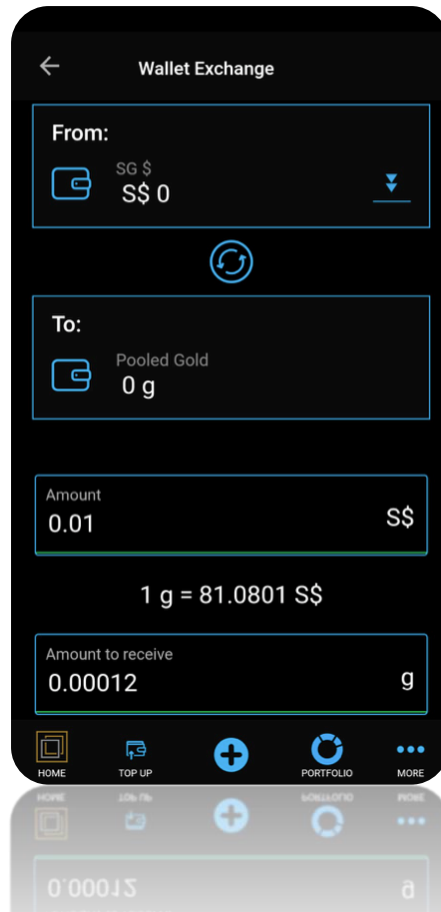 Wallet Exchange
From:
SG $
S$ 0
To:
Pooled Gold
0 g
Amount
0.01 S$
1 g = 81.0801 S$
Amount to receive
0.00012 g
HOME TOP UP PORTFOLIO MORE